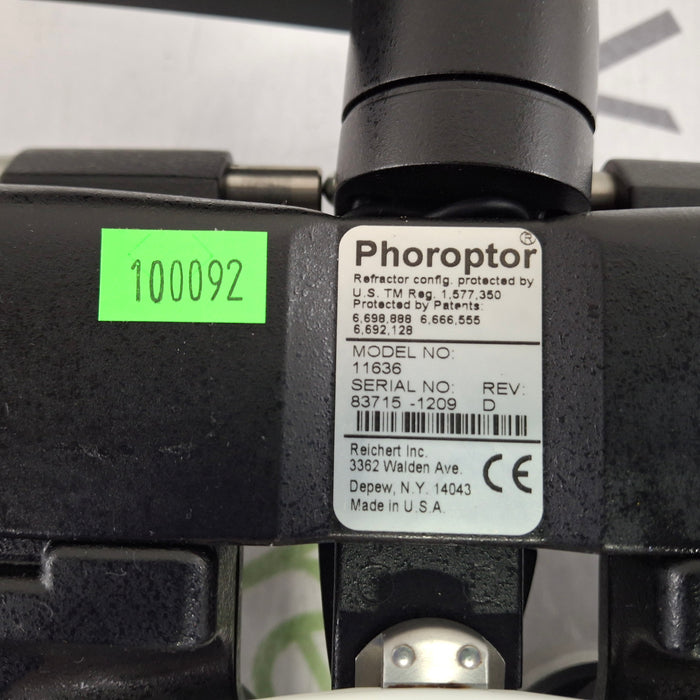 100092
Phoroptor®
Refractor config. protected by
U.S. TM Reg. 1,577,350
Protected by Patents:
6,698,888 6,666,555
6,692,128
MODEL NO:
11636
SERIAL NO: REV:
83715 -1209 D
Reichert Inc.
3362 Walden Ave.
Depew, N.Y. 14043
Made in U.S.A.
CE